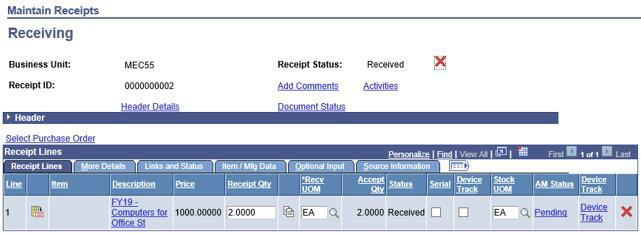 Maintain Receipts
Receiving
Business Unit: MEC55 Receipt Status: Received
Receipt ID: 0000000002 Add Comments Activities
Header Details Document Status
Header
Select Purchase Order
Receipt Lines Personalize | Find | View All | First 1 of 1 Last
Receipt Lines More Details Links and Status Item / Mfg Data Optional Input Source Information
Line Item Description Price Receipt Qty *Recv UOM Accept Qty Status Serial Device Track Stock UOM AM Status Device Track
1 FY19 - Computers for Office St 1000.00000 2.0000 EA 2.0000 Received EA Pending Device Track